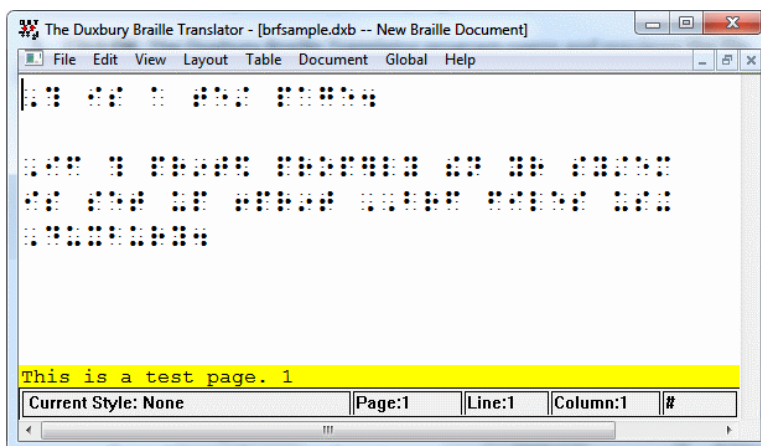 The Duxbury Braille Translator - [brfsample.dxb -- New Braille Document]
File Edit View Layout Table Document Global Help
⠠⠹ ⠊⠎ ⠁ ⠞⠑⠌ ⠏⠁⠛⠑⠲
⠠⠊⠋ ⠹ ⠏⠗⠔⠞⠫ ⠏⠗⠕⠏⠻⠇⠽ ⠮⠝ ⠽⠗ ⠎⠽⠌⠑⠍
⠊⠎ ⠎⠑⠞ ⠥⠏ ⠖⠏⠗⠔⠞ ⠠⠠⠃⠗⠋ ⠋⠊⠇⠑⠎ ⠥⠎⠬
⠠⠙⠥⠭⠃⠥⠗⠽⠲
This is a test page. 1
Current Style: None Page:1 Line:1 Column:1 #